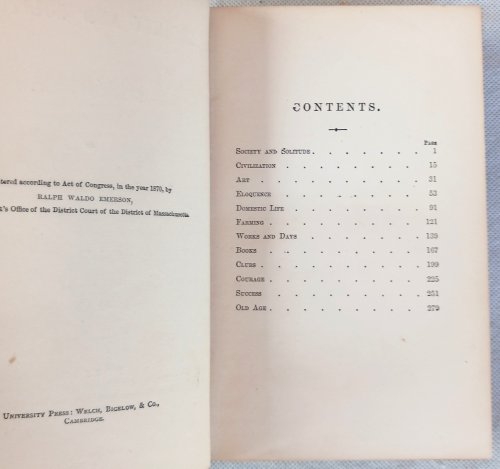 tered according to Act of Congress, in the year 1870, by
RALPH WALDO EMERSON,
's Office of the District Court of the District of Massachusetts
University Press: Welch, Bigelow, & Co.,
Cambridge.
CONTENTS.
Page
Society and Solitude . . . . . . 1
Civilization . . . . . . . . 15
Art . . . . . . . . . 31
Eloquence . . . . . . . . 53
Domestic Life . . . . . . . 91
Farming . . . . . . . . 121
Works and Days . . . . . . . 139
Books . . . . . . . . 167
Clubs . . . . . . . . . 199
Courage . . . . . . . . 225
Success . . . . . . . . 251
Old Age . . . . . . . . 279